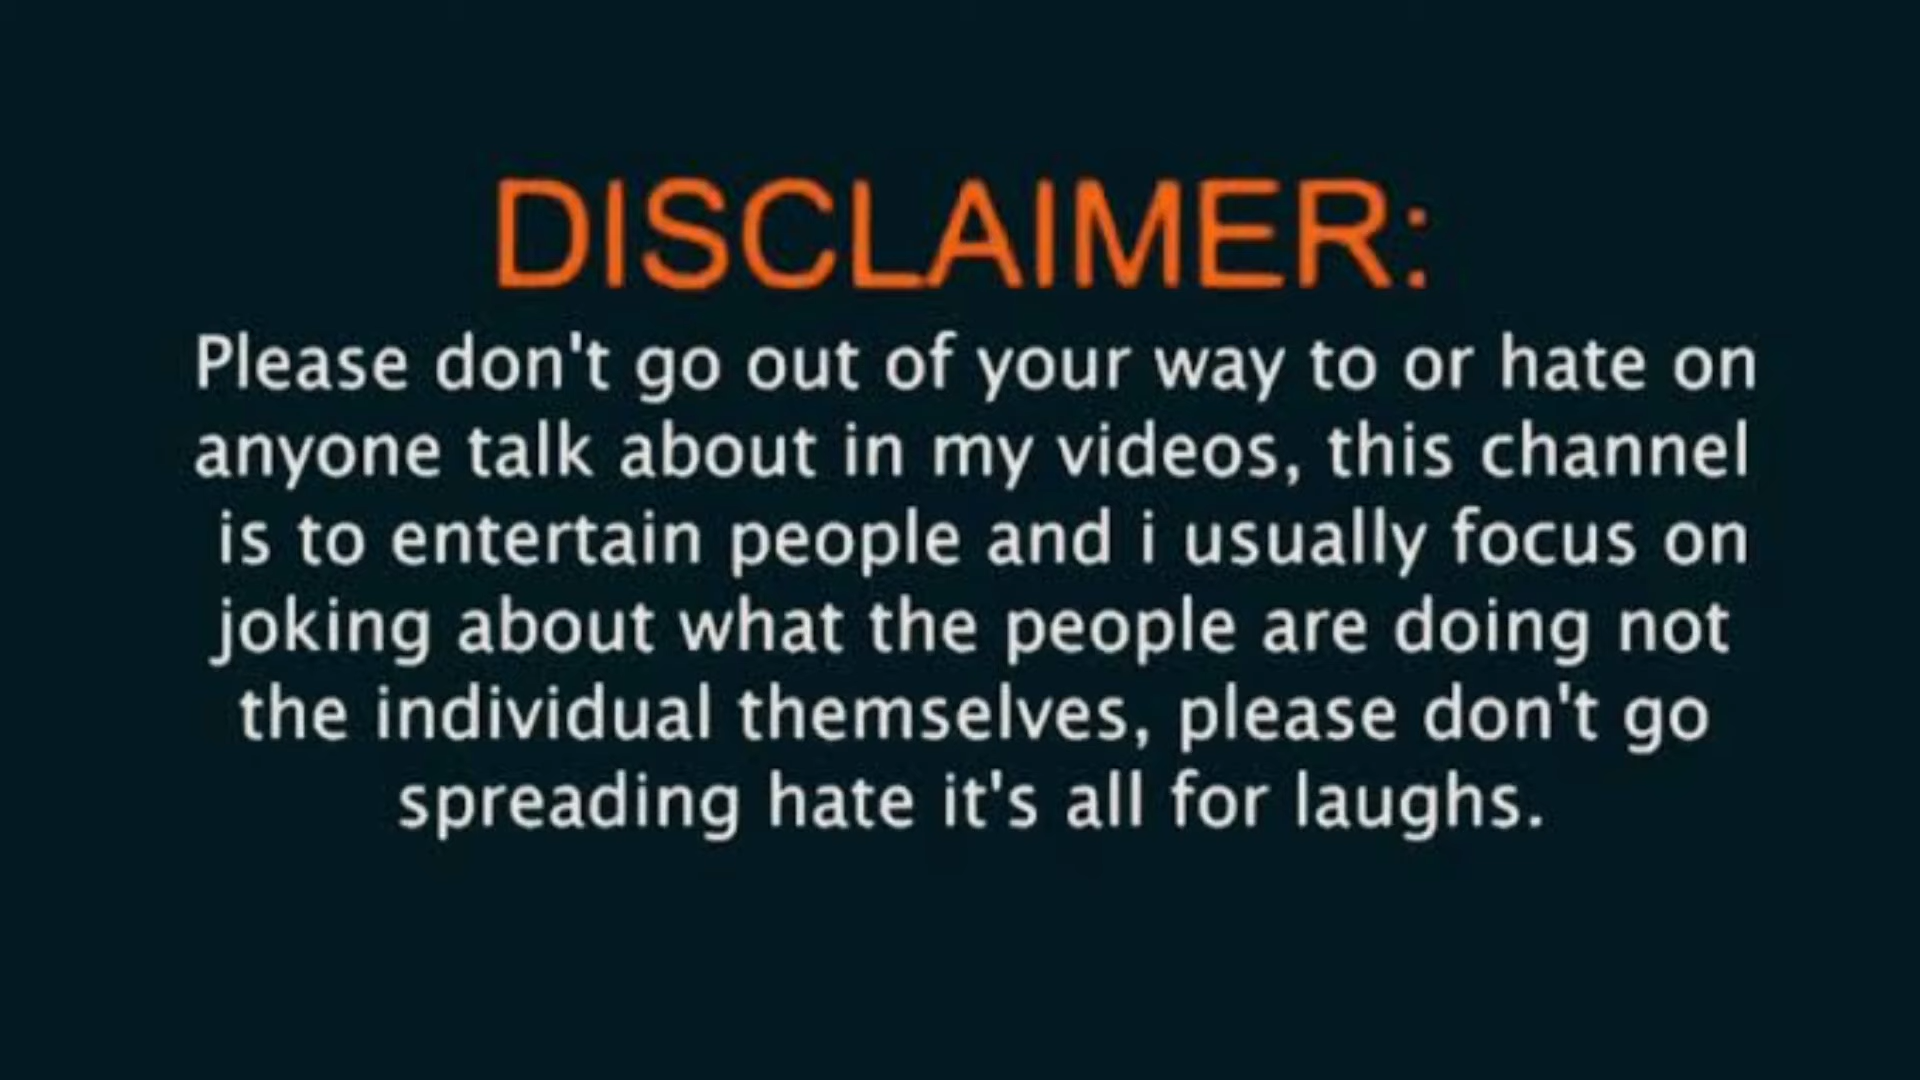 DISCLAIMER:
Please don't go out of your way to or hate on
anyone talk about in my videos, this channel
is to entertain people and i usually focus on
joking about what the people are doing not
the individual themselves, please don't go
spreading hate it's all for laughs.